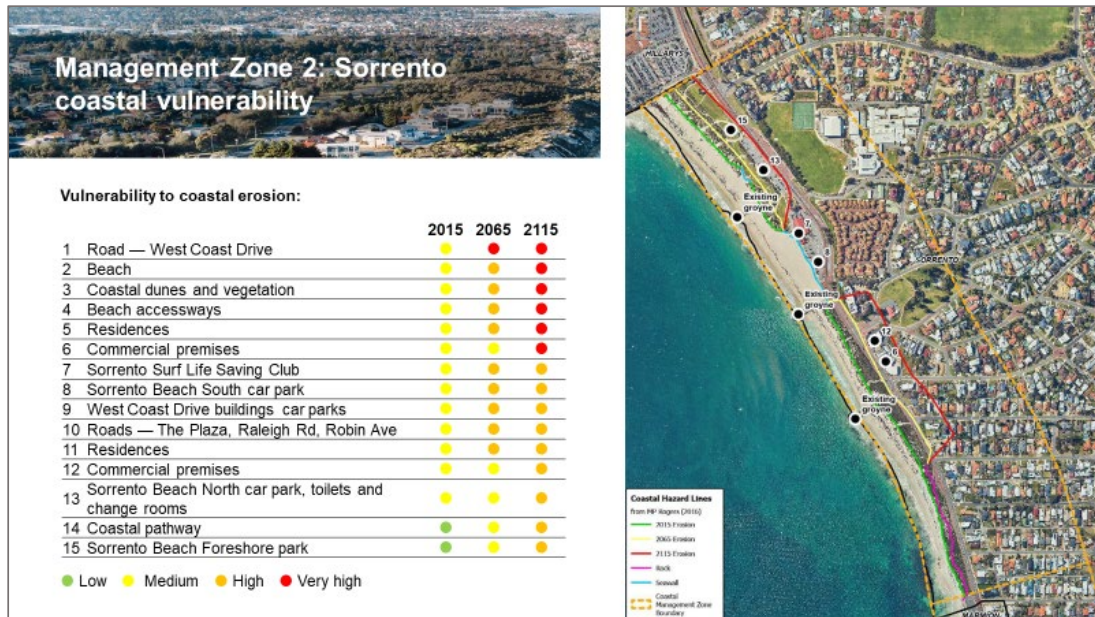 Management Zone 2: Sorrento
coastal vulnerability
Vulnerability to coastal erosion:
2015 2065 2115
1 Road — West Coast Drive
2 Beach
3 Coastal dunes and vegetation
4 Beach accessways
5 Residences
6 Commercial premises
7 Sorrento Surf Life Saving Club
8 Sorrento Beach South car park
9 West Coast Drive buildings car parks
10 Roads — The Plaza, Raleigh Rd, Robin Ave
11 Residences
12 Commercial premises
13 Sorrento Beach North car park, toilets and
change rooms
14 Coastal pathway
15 Sorrento Beach Foreshore park
Low Medium High Very high
HILLARYS
15
13
Existing
groyne
7
8
SORRENTO
Existing
groyne
12
6
Existing
groyne
Coastal Hazard Lines
from MP Rogers (2016)
2015 Erosion
2065 Erosion
2115 Erosion
Rock
Seawall
Coastal
Management Zone
Boundary
MARMION